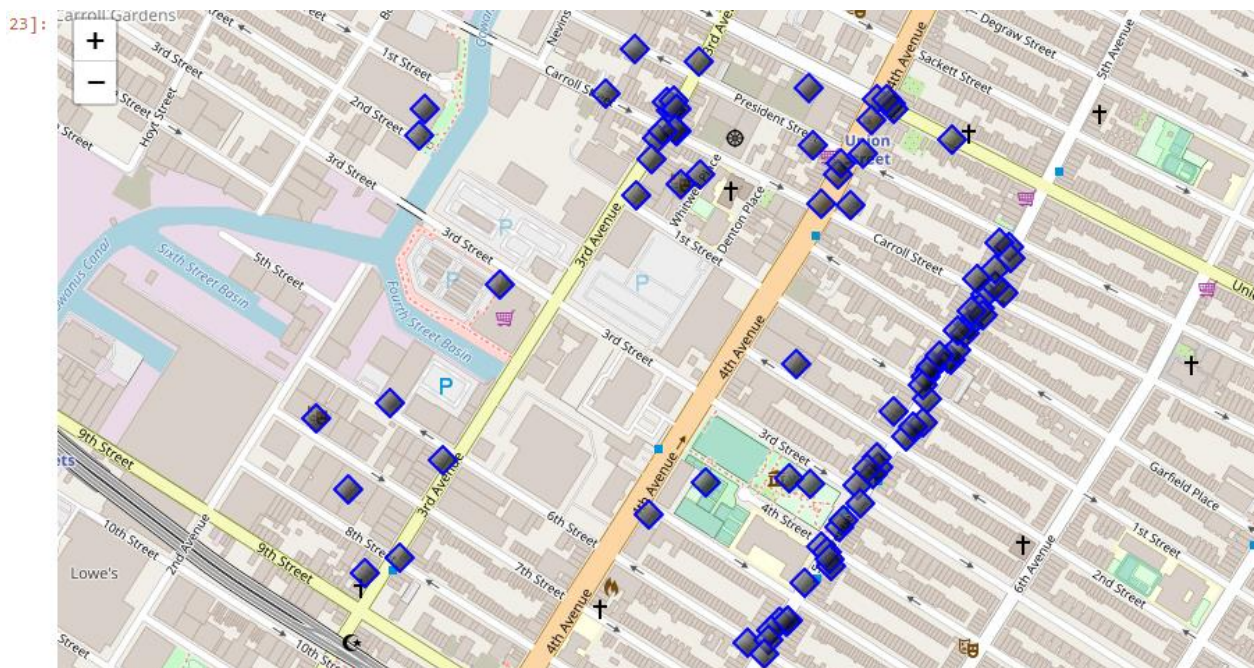 23]:
Carroll Gardens
+
−
3rd Street
1st Street
2nd Street
Hoyt Street
Nevins
3rd Ave
4th Avenue
Degraw Street
Sackett Street
5th Avenue
Carroll St
President Street
Union
Street
3rd Street
Whitwell Place
Denton Place
3rd Avenue
1st Street
Carroll Street
P
3rd Street
P
P
Gowanus Canal
Sixth Street Basin
5th Street
Fourth Street Basin
Unio
3rd Street
4th Avenue
P
9th Street
3rd Street
Garfield Place
4th Avenue
3rd Avenue
4th Street
6th Street
1st Street
10th Street
2nd Avenue
8th Street
9th Street
7th Street
6th Avenue
2nd Street
Lowe's
4th Avenue
10th Street